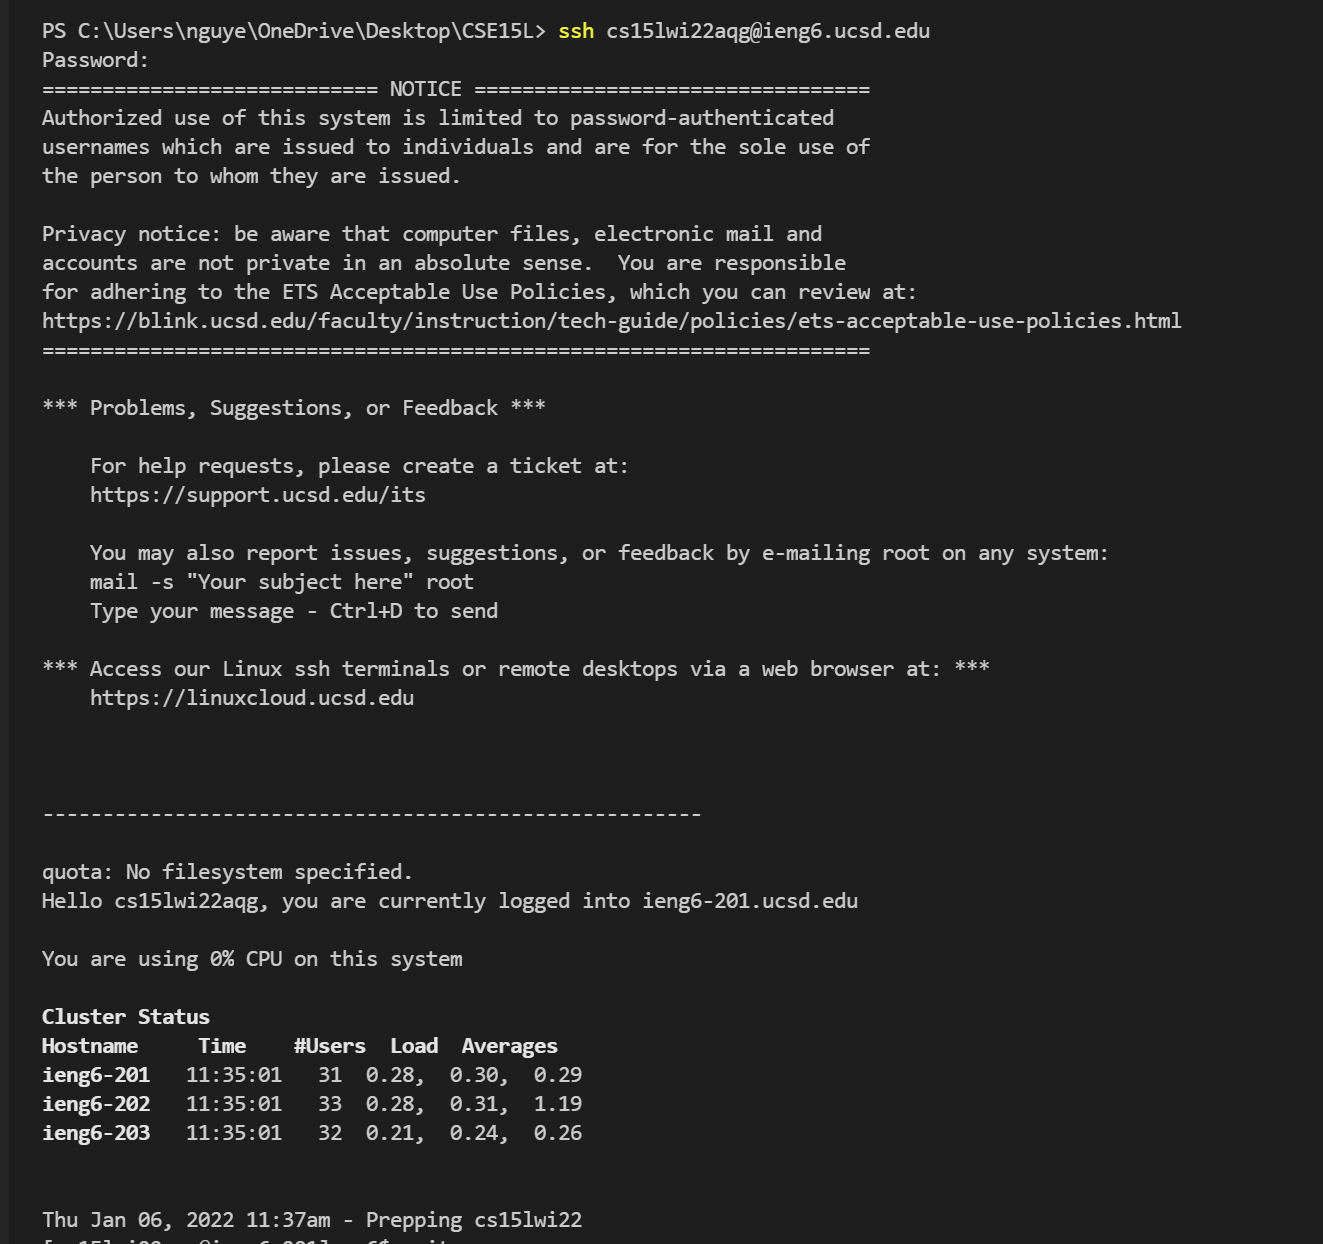 PS C:\Users\nguye\OneDrive\Desktop\CSE15L> ssh cs15lwi22aqg@ieng6.ucsd.edu
Password:
============================ NOTICE =================================
Authorized use of this system is limited to password-authenticated
usernames which are issued to individuals and are for the sole use of
the person to whom they are issued.

Privacy notice: be aware that computer files, electronic mail and
accounts are not private in an absolute sense.  You are responsible
for adhering to the ETS Acceptable Use Policies, which you can review at:
https://blink.ucsd.edu/faculty/instruction/tech-guide/policies/ets-acceptable-use-policies.html
=====================================================================

*** Problems, Suggestions, or Feedback ***

    For help requests, please create a ticket at:
    https://support.ucsd.edu/its

    You may also report issues, suggestions, or feedback by e-mailing root on any system:
    mail -s "Your subject here" root
    Type your message - Ctrl+D to send

*** Access our Linux ssh terminals or remote desktops via a web browser at: ***
    https://linuxcloud.ucsd.edu

-------------------------------------------------------

quota: No filesystem specified.
Hello cs15lwi22aqg, you are currently logged into ieng6-201.ucsd.edu

You are using 0% CPU on this system

Cluster Status
Hostname     Time    #Users  Load  Averages
ieng6-201   11:35:01   31  0.28,  0.30,  0.29
ieng6-202   11:35:01   33  0.28,  0.31,  1.19
ieng6-203   11:35:01   32  0.21,  0.24,  0.26

Thu Jan 06, 2022 11:37am - Prepping cs15lwi22